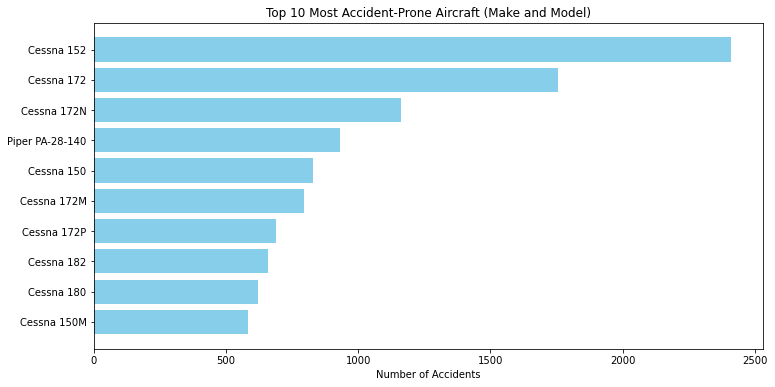 Top 10 Most Accident-Prone Aircraft (Make and Model)
Cessna 152
Cessna 172
Cessna 172N
Piper PA-28-140
Cessna 150
Cessna 172M
Cessna 172P
Cessna 182
Cessna 180
Cessna 150M
0 500 1000 1500 2000 2500
Number of Accidents